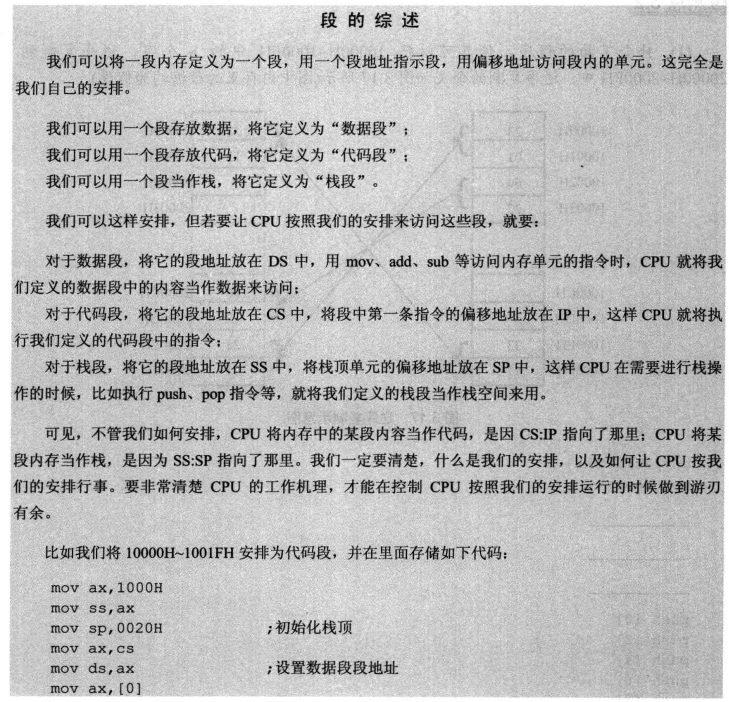 段 的 综 述
我们可以将一段内存定义为一个段，用一个段地址指示段，用偏移地址访问段内的单元。这完全是
我们自己的安排。
我们可以用一个段存放数据，将它定义为“数据段”；
我们可以用一个段存放代码，将它定义为“代码段”；
我们可以用一个段当作栈，将它定义为“栈段”。
我们可以这样安排，但若要让 CPU 按照我们的安排来访问这些段，就要：
对于数据段，将它的段地址放在 DS 中，用 mov、add、sub 等访问内存单元的指令时，CPU 就将我
们定义的数据段中的内容当作数据来访问；
对于代码段，将它的段地址放在 CS 中，将段中第一条指令的偏移地址放在 IP 中，这样 CPU 就将执
行我们定义的代码段中的指令；
对于栈段，将它的段地址放在 SS 中，将栈顶单元的偏移地址放在 SP 中，这样 CPU 在需要进行栈操
作的时候，比如执行 push、pop 指令等，就将我们定义的栈段当作栈空间来用。
可见，不管我们如何安排，CPU 将内存中的某段内容当作代码，是因 CS:IP 指向了那里；CPU 将某
段内存当作栈，是因为 SS:SP 指向了那里。我们一定要清楚，什么是我们的安排，以及如何让 CPU 按我
们的安排行事。要非常清楚 CPU 的工作机理，才能在控制 CPU 按照我们的安排运行的时候做到游刃
有余。
比如我们将 10000H~1001FH 安排为代码段，并在里面存储如下代码：
mov ax,1000H
mov ss,ax
mov sp,0020H ;初始化栈顶
mov ax,cs
mov ds,ax ;设置数据段段地址
mov ax,[0]